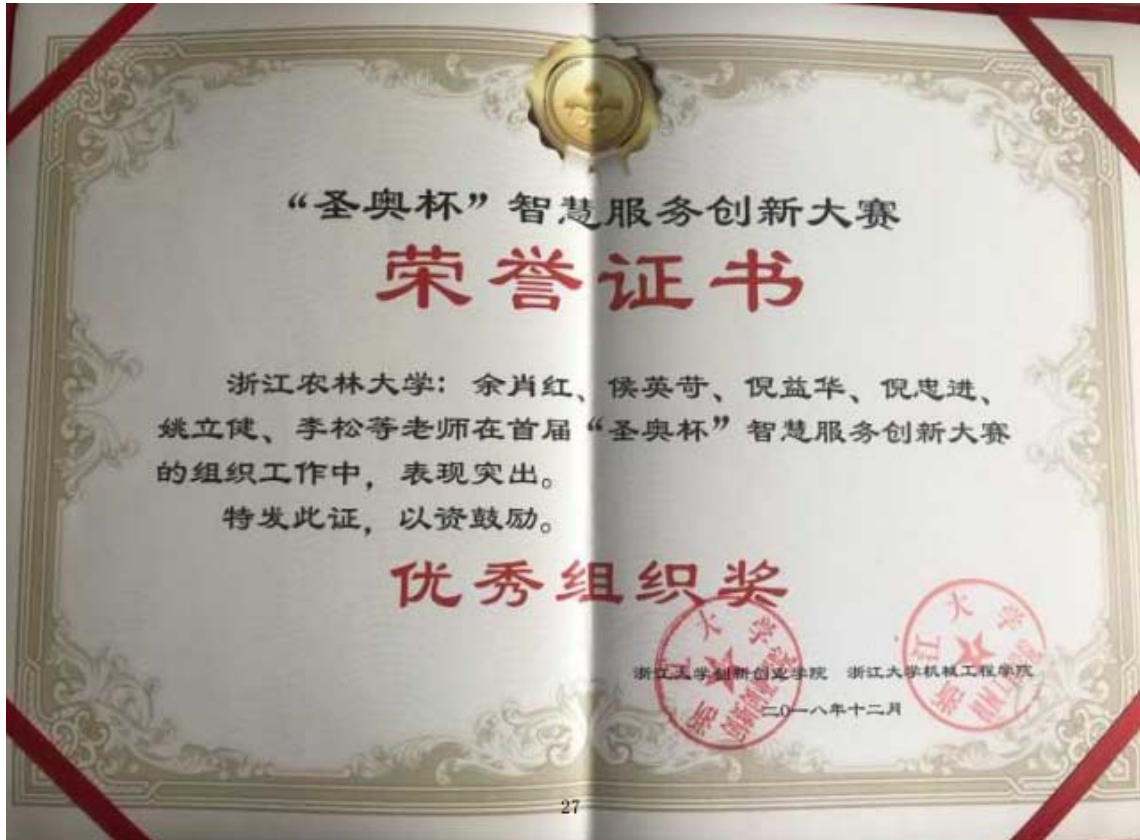 “圣奥杯”智慧服务创新大赛
荣誉证书
浙江农林大学：余肖红、侯英苛、倪益华、倪忠进、
姚立健、李松等老师在首届“圣奥杯”智慧服务创新大赛
的组织工作中，表现突出。
特发此证，以资鼓励。
优秀组织奖
浙江大学创新创业学院 浙江大学机械工程学院
二〇一八年十二月
27